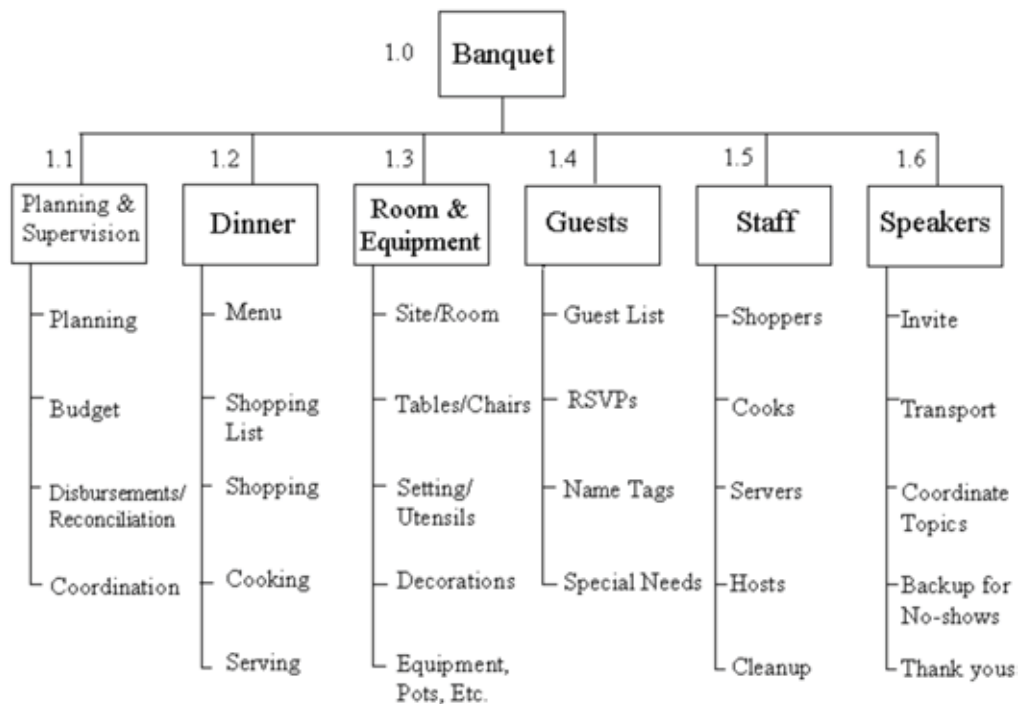 1.0
Banquet
1.1
Planning &
Supervision
Planning
Budget
Disbursements/
Reconciliation
Coordination
1.2
Dinner
Menu
Shopping
List
Shopping
Cooking
Serving
1.3
Room &
Equipment
Site/Room
Tables/Chairs
Setting/
Utensils
Decorations
Equipment,
Pots, Etc.
1.4
Guests
Guest List
RSVPs
Name Tags
Special Needs
1.5
Staff
Shoppers
Cooks
Servers
Hosts
Cleanup
1.6
Speakers
Invite
Transport
Coordinate
Topics
Backup for
No-shows
Thank yous